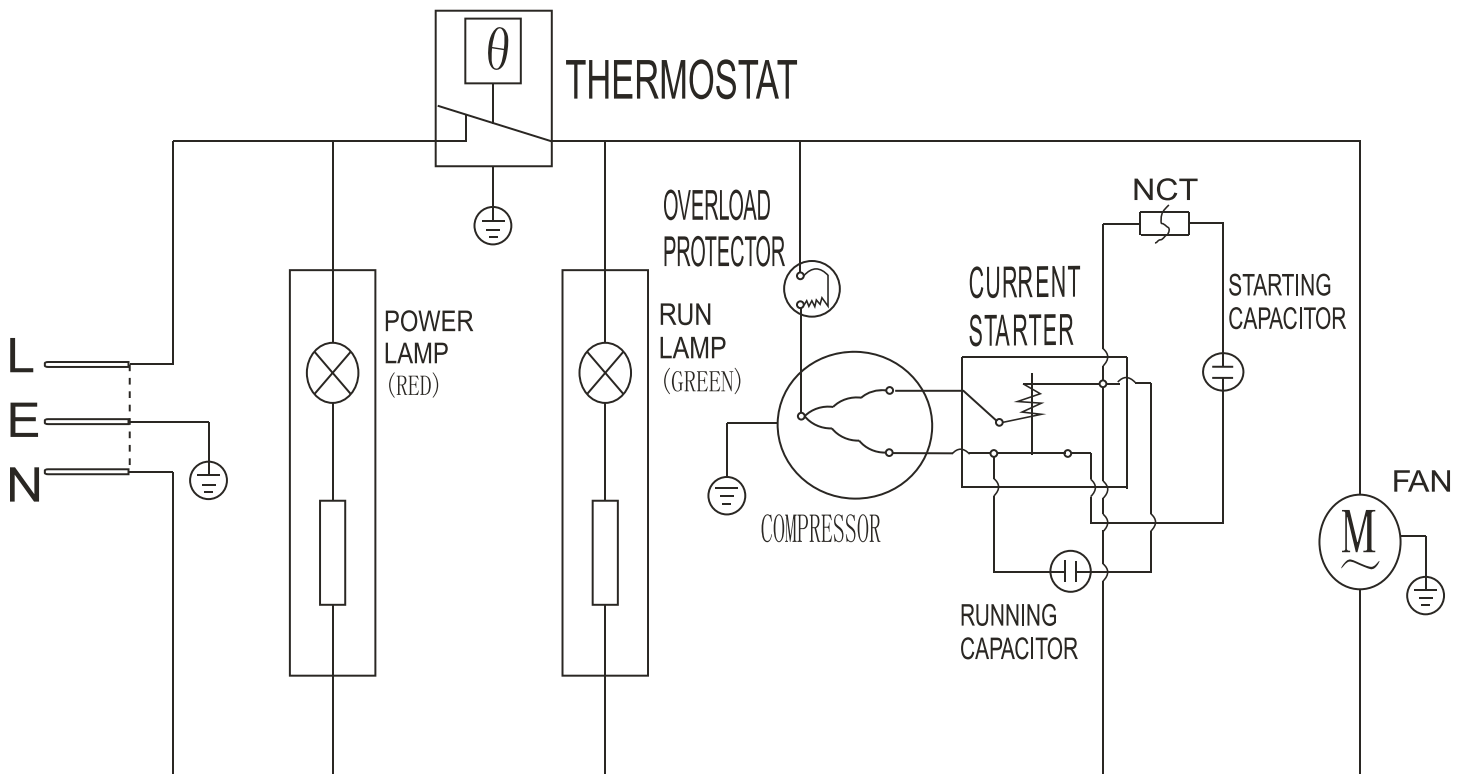 θ
THERMOSTAT
NCT
OVERLOAD
PROTECTOR
CURRENT
STARTER
STARTING
CAPACITOR
POWER
LAMP
(RED)
RUN
LAMP
(GREEN)
L
E
N
COMPRESSOR
FAN
M
~
RUNNING
CAPACITOR